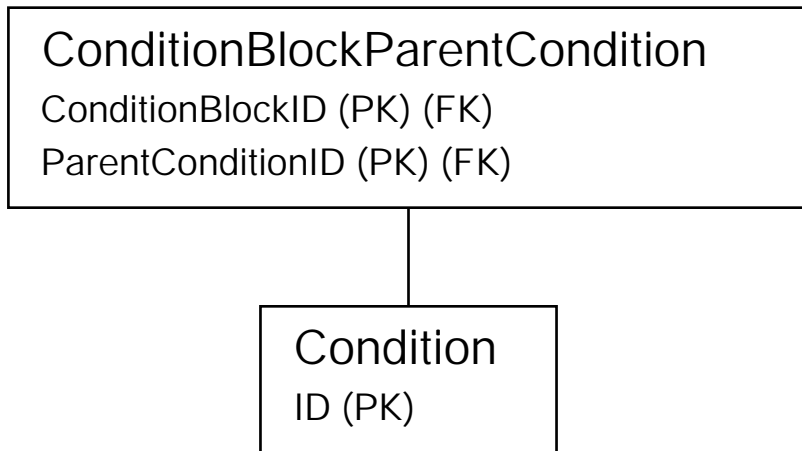 ConditionBlockParentCondition
ConditionBlockID (PK) (FK)
ParentConditionID (PK) (FK)
Condition
ID (PK)